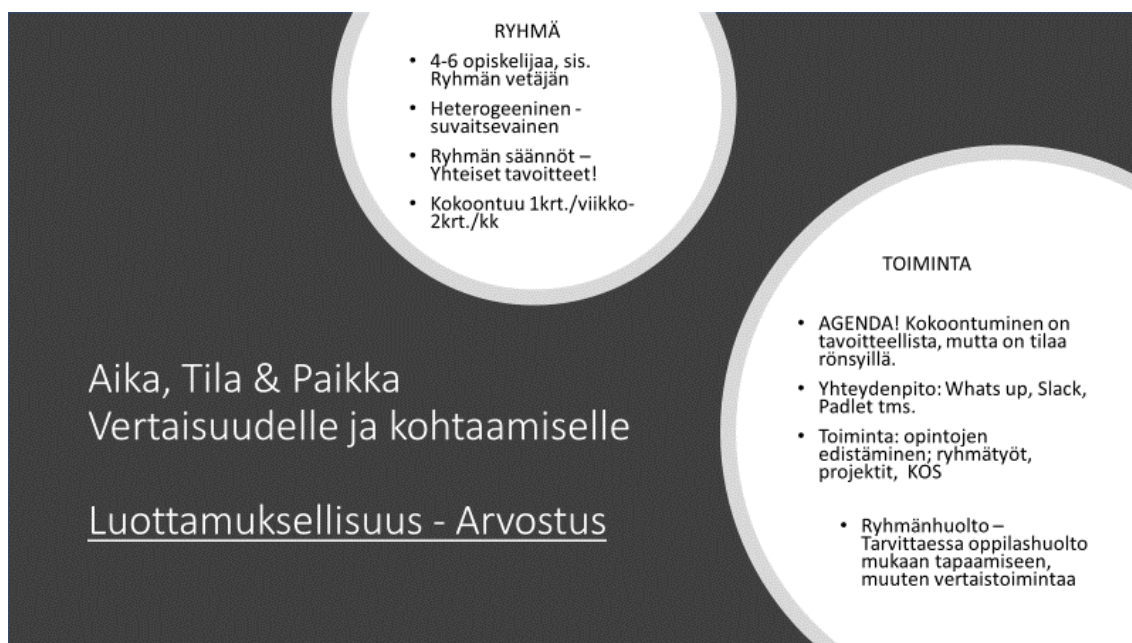 RYHMÄ
• 4-6 opiskelijaa, sis.
Ryhmän vetäjän
• Heterogeeninen -
suvaitsevainen
• Ryhmän säännöt –
Yhteiset tavoitteet!
• Kokoontuu 1krt./viikko-
2krt./kk
TOIMINTA
• AGENDA! Kokoontuminen on
tavoitteellista, mutta on tilaa
rönsyillä.
• Yhteydenpito: Whats up, Slack,
Padlet tms.
• Toiminta: opintojen
edistäminen; ryhmätyöt,
projektit, KOS
• Ryhmänhuolto –
Tarvittaessa oppilashuolto
mukaan tapaamiseen,
muuten vertaistoimintaa
Aika, Tila & Paikka
Vertaisuudelle ja kohtaamiselle
Luottamuksellisuus - Arvostus